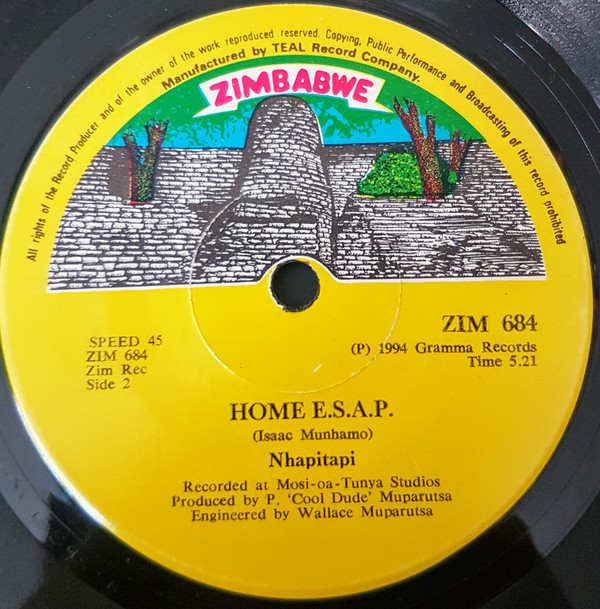 All rights of the Record Producer and of the owner of the work reproduced reserved. Copying, Public Performance and Broadcasting of this record prohibited
Manufactured by TEAL Record Company.
ZIMBABWE
ZIM 684
(P) 1994 Gramma Records
Time 5.21
SPEED 45
ZIM 684
Zim Rec
Side 2
HOME E.S.A.P.
(Isaac Munhamo)
Nhapitapi
Recorded at Mosi-oa-Tunya Studios
Produced by P. 'Cool Dude' Muparutsa
Engineered by Wallace Muparutsa